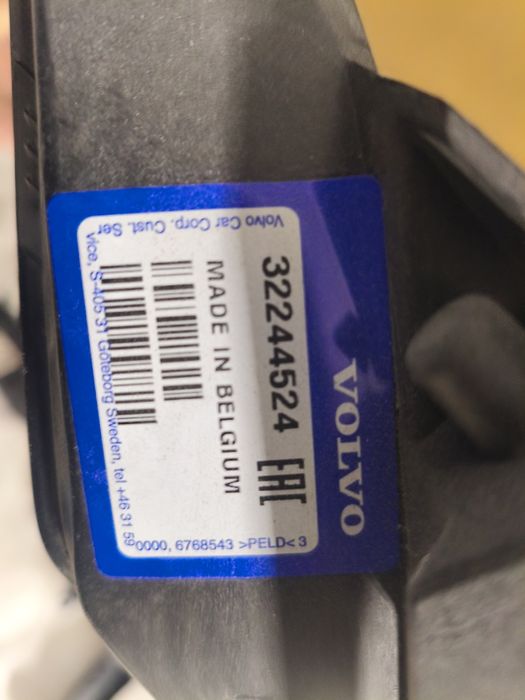 VOLVO
32244524 EAC
MADE IN BELGIUM
Volvo Car Corp. Cust. Ser
vice, S-405 31 Göteborg Sweden, tel +46 31 59
0000, 6768543 >PELD< 3